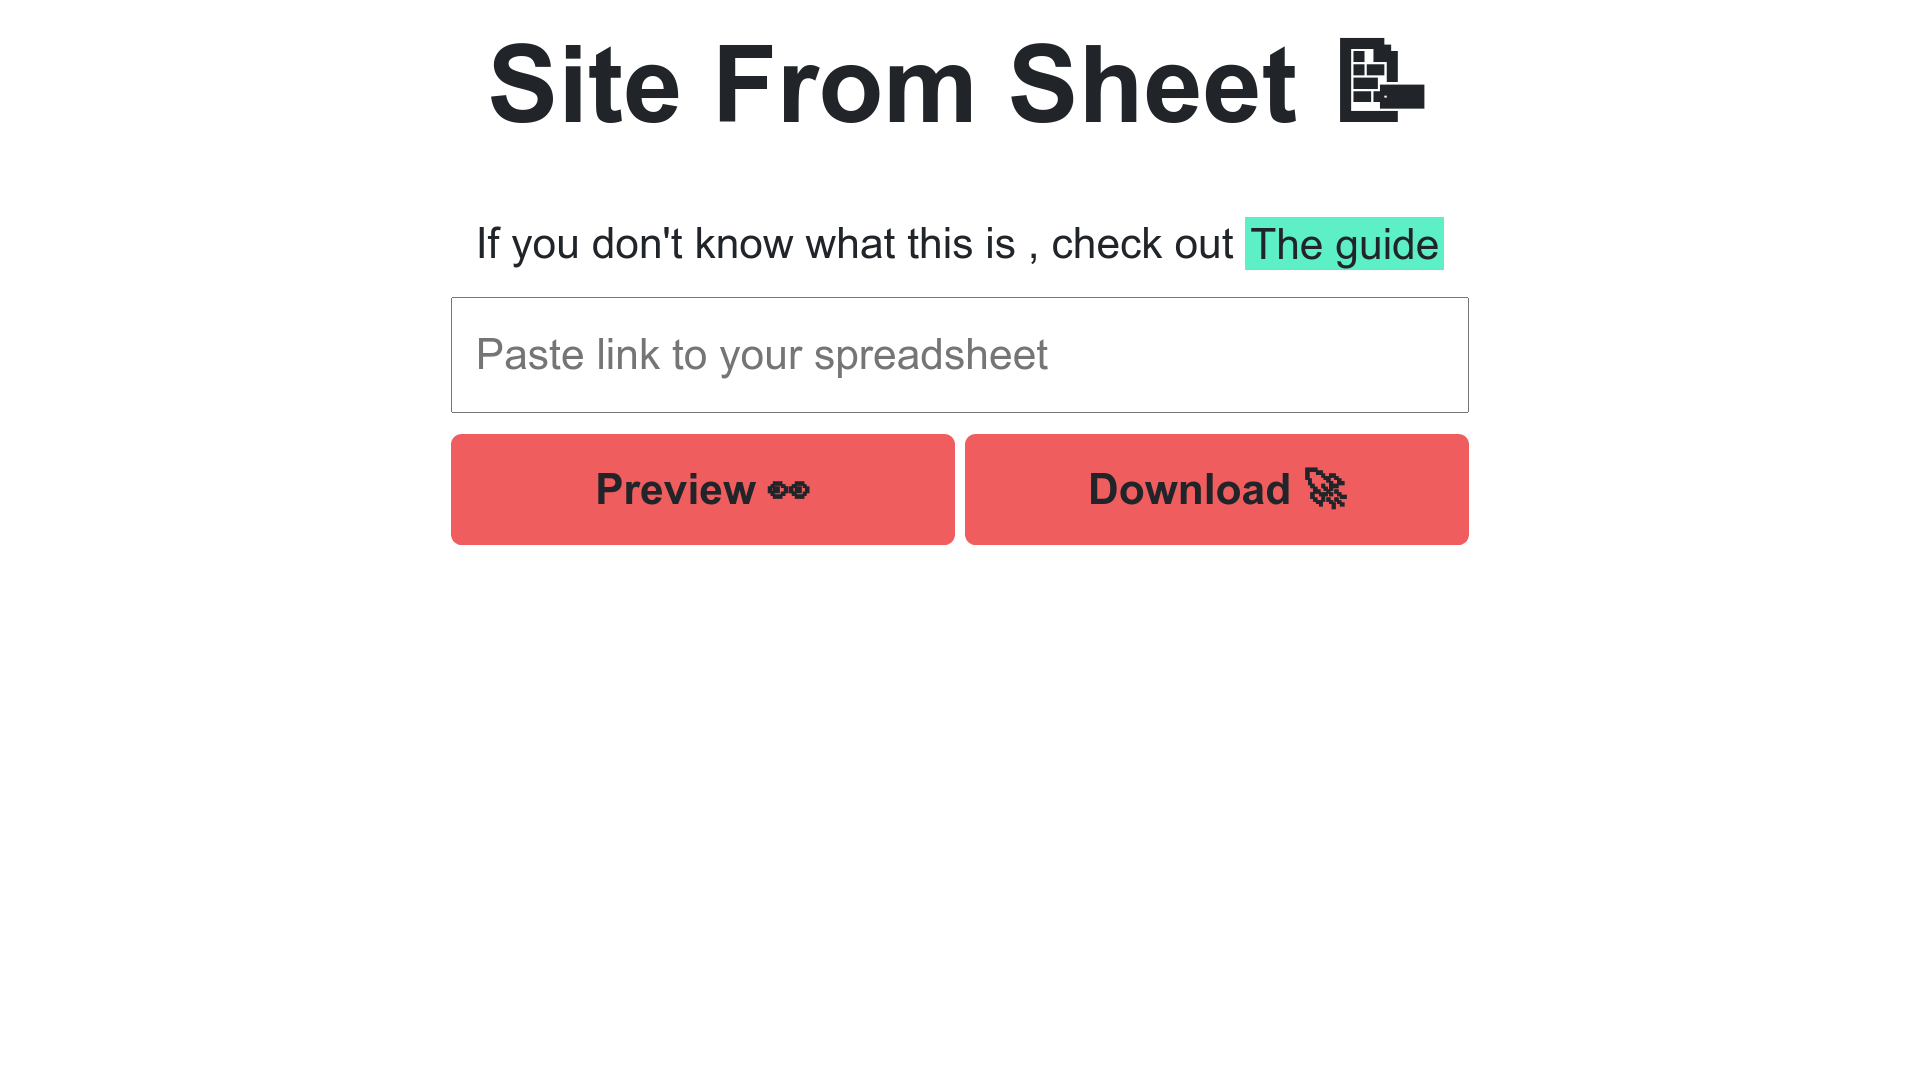 Site From Sheet 📝
If you don't know what this is , check out The guide
Paste link to your spreadsheet
Preview 👀
Download 🚀